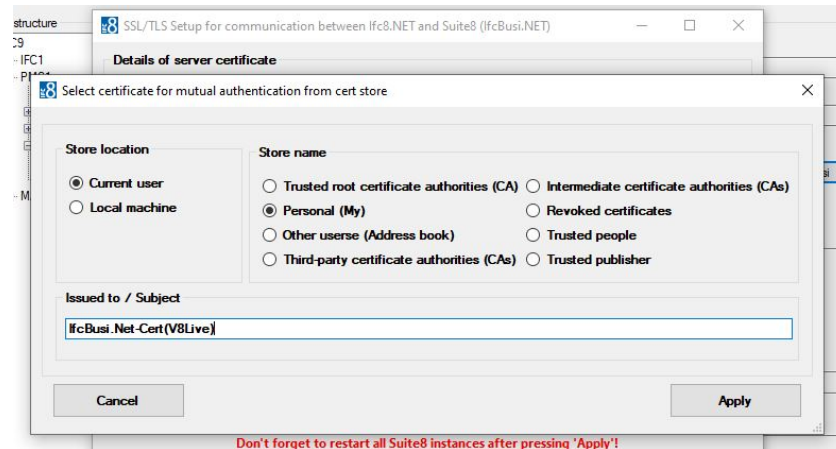 structure
C9
IFC1
SSL/TLS Setup for communication between Ifc8.NET and Suite8 (IfcBusi.NET)
Details of server certificate
Select certificate for mutual authentication from cert store
Store location
Current user
Local machine
Store name
Trusted root certificate authorities (CA)
Intermediate certificate authorities (CAs)
Personal (My)
Revoked certificates
Other userse (Address book)
Trusted people
Third-party certificate authorities (CAs)
Trusted publisher
Issued to / Subject
IfcBusi.Net-Cert(V8Live)
Cancel
Apply
Don't forget to restart all Suite8 instances after pressing 'Apply'!